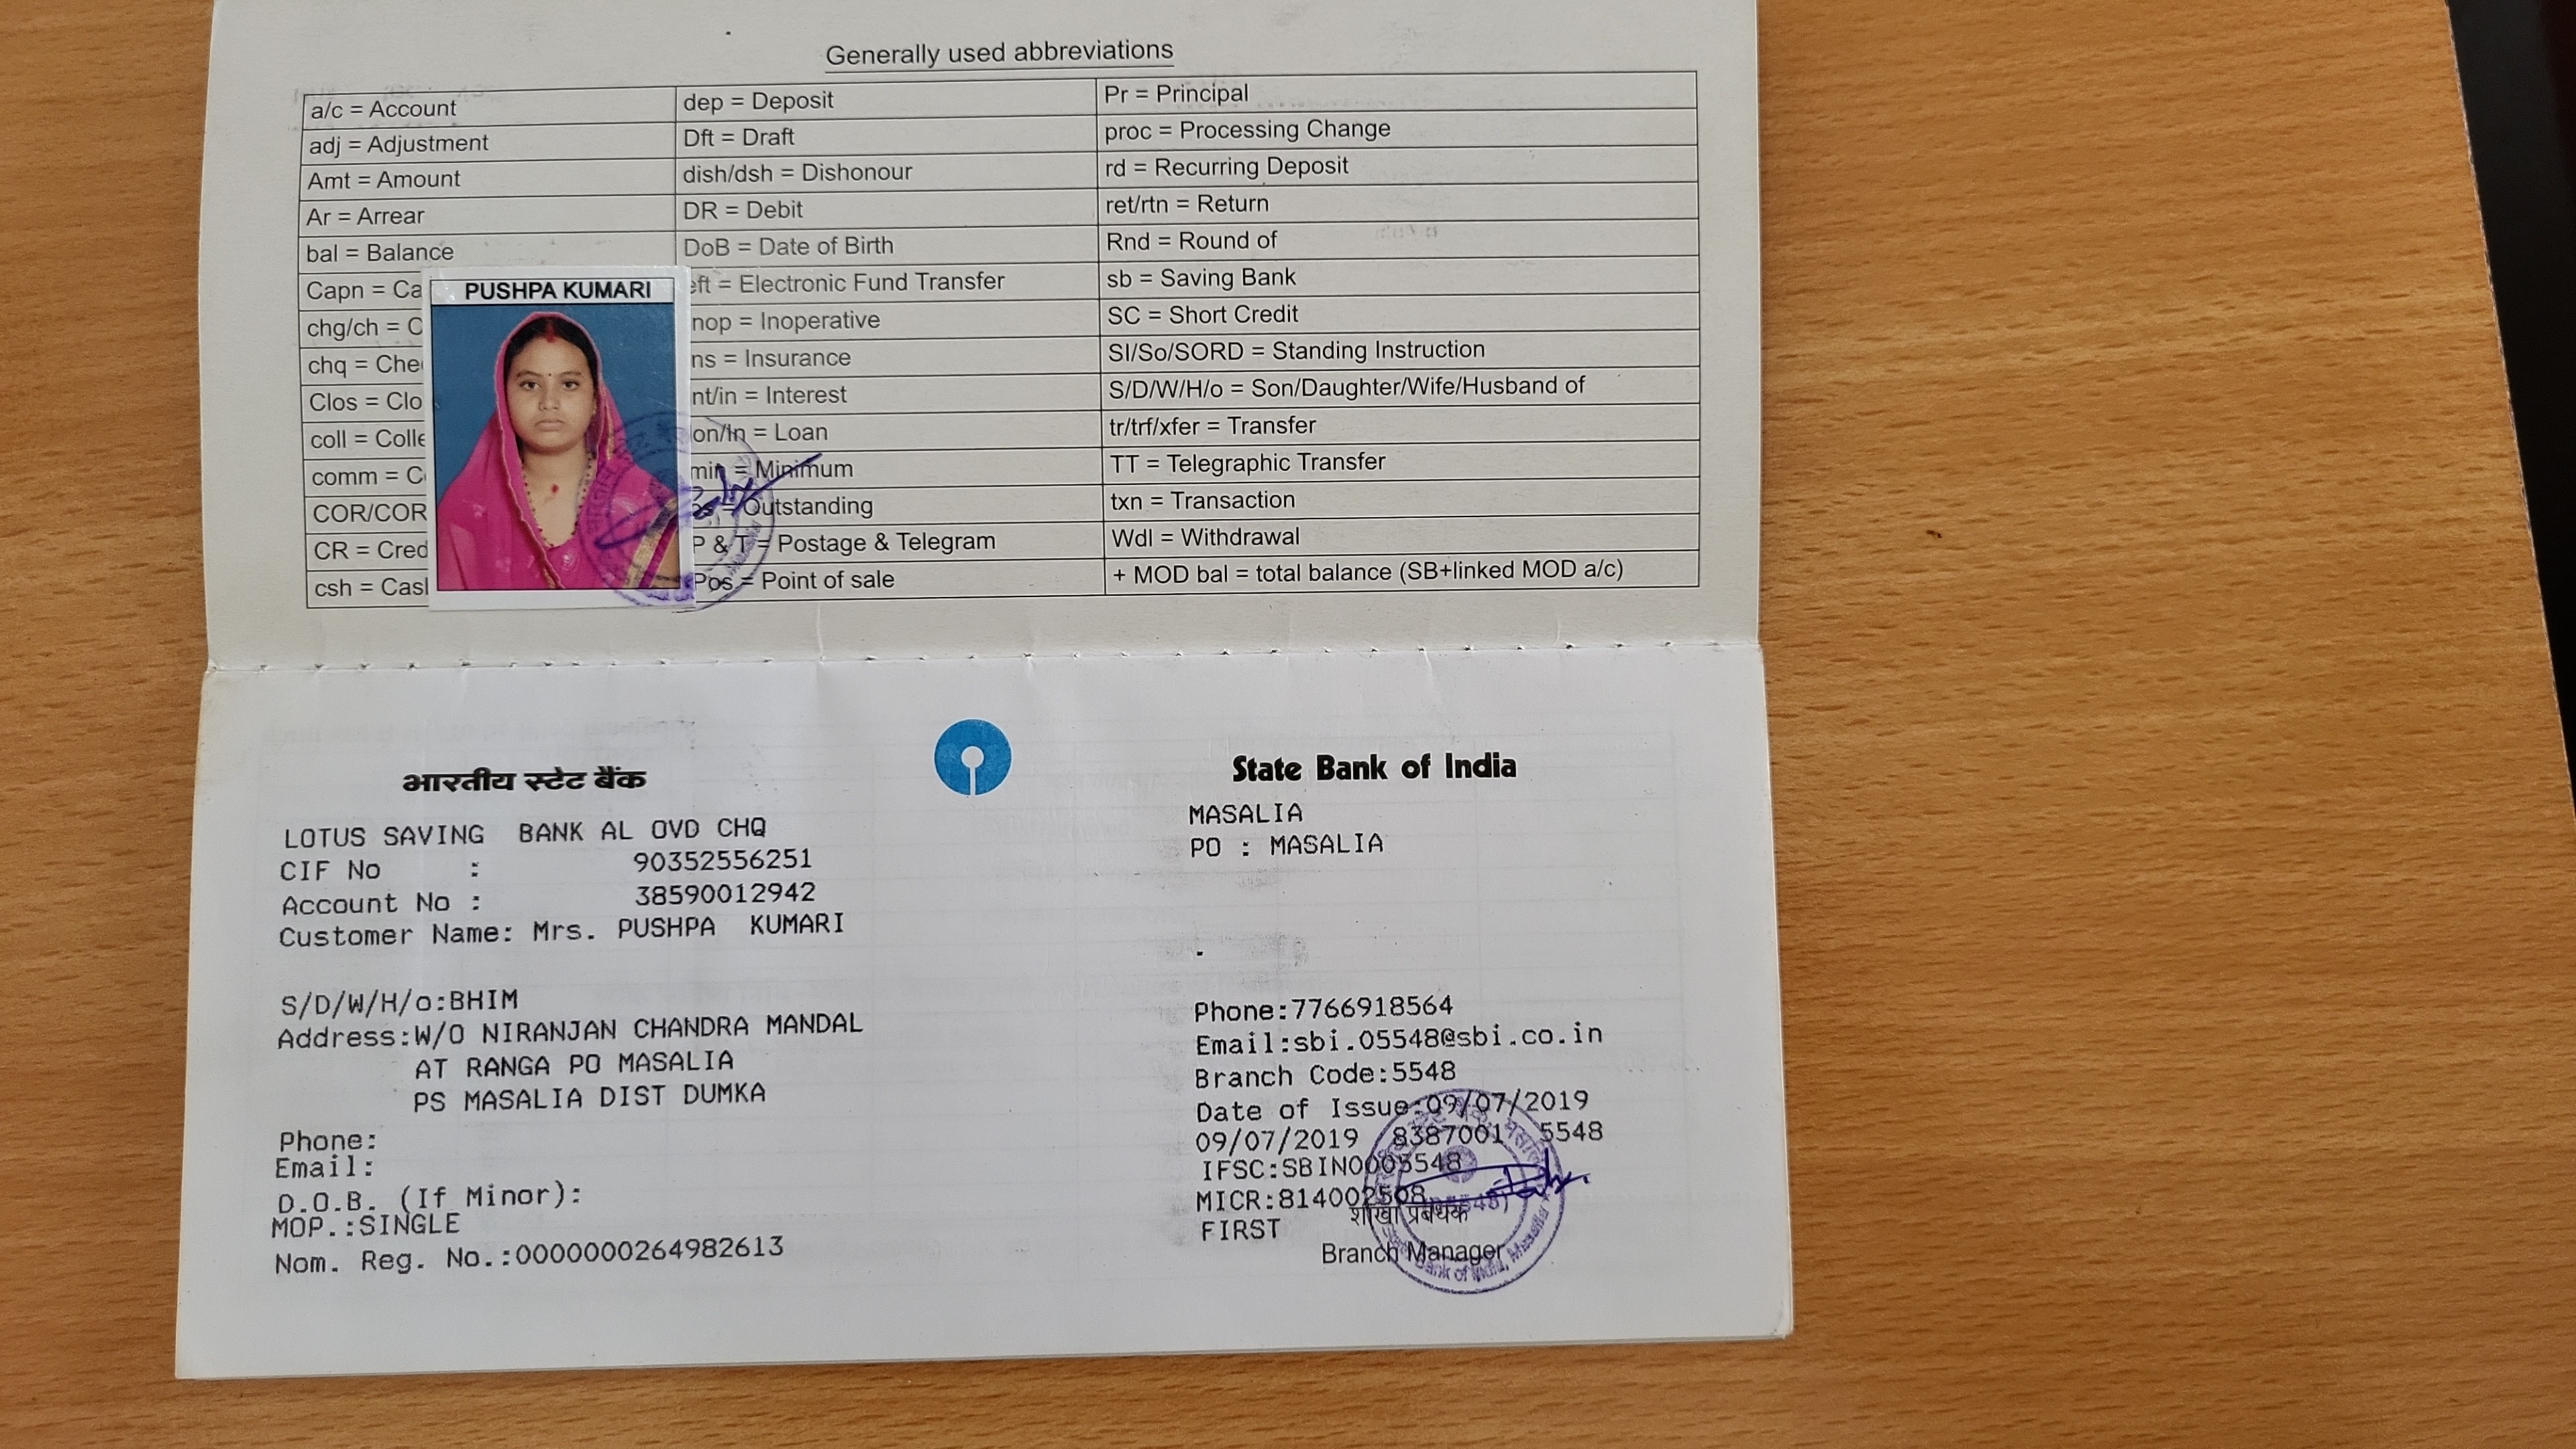 Generally used abbreviations
a/c = Account dep = Deposit Pr = Principal
adj = Adjustment Dft = Draft proc = Processing Change
Amt = Amount dish/dsh = Dishonour rd = Recurring Deposit
Ar = Arrear DR = Debit ret/rtn = Return
bal = Balance DoB = Date of Birth Rnd = Round of
Capn = Ca eft = Electronic Fund Transfer sb = Saving Bank
chg/ch = C nop = Inoperative SC = Short Credit
chq = Che ns = Insurance SI/So/SORD = Standing Instruction
Clos = Clo nt/in = Interest S/D/W/H/o = Son/Daughter/Wife/Husband of
coll = Colle on/ln = Loan tr/trf/xfer = Transfer
comm = C min = Minimum TT = Telegraphic Transfer
COR/COR = Outstanding txn = Transaction
CR = Cred P & T = Postage & Telegram Wdl = Withdrawal
csh = Cas Pos = Point of sale + MOD bal = total balance (SB+linked MOD a/c)
PUSHPA KUMARI
भारतीय स्टेट बैंक
LOTUS SAVING BANK AL OVD CHQ
CIF No : 90352556251
Account No : 38590012942
Customer Name: Mrs. PUSHPA KUMARI
S/D/W/H/o:BHIM
Address:W/O NIRANJAN CHANDRA MANDAL
AT RANGA PO MASALIA
PS MASALIA DIST DUMKA
Phone:
Email:
D.O.B. (If Minor):
MOP.:SINGLE
Nom. Reg. No.:0000000264982613
State Bank of India
MASALIA
PO : MASALIA
Phone:7766918564
Email:sbi.05548@sbi.co.in
Branch Code:5548
Date of Issue:09/07/2019
09/07/2019 8387001 5548
IFSC:SBIN0005548
MICR:814002508
शाखा प्रबंधक
FIRST
Branch Manager
Bank of India, Masalia